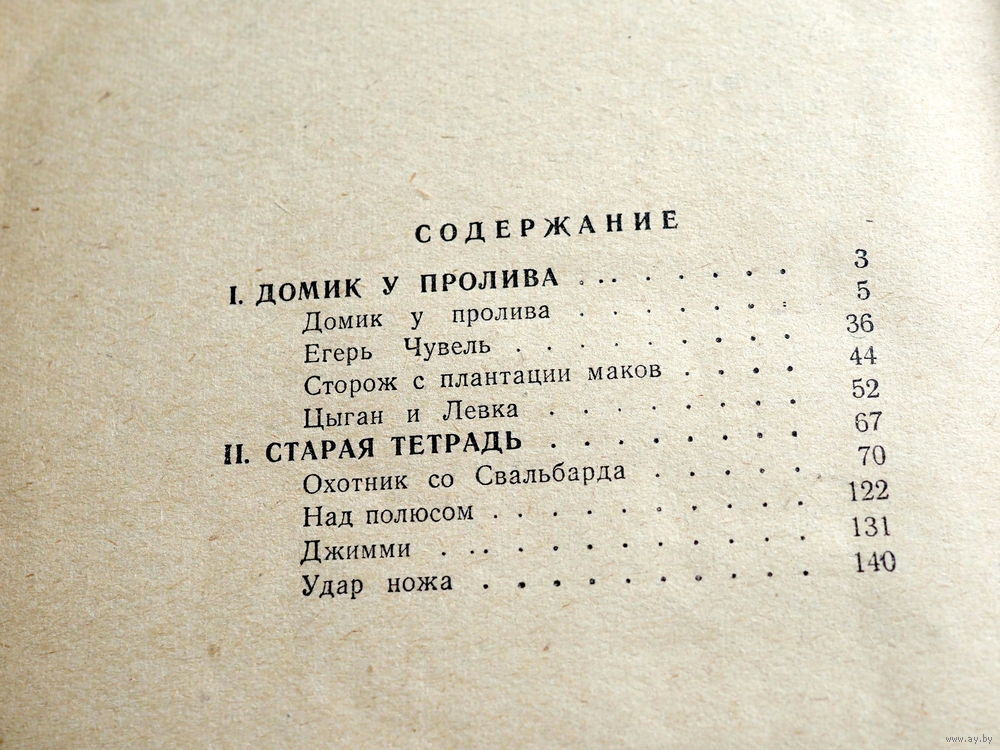 СОДЕРЖАНИЕ
I. ДОМИК У ПРОЛИВА . . . . . . . . 3
Домик у пролива . . . . . . . 5
Егерь Чувель . . . . . . . . . 36
Сторож с плантации маков . . . . 44
Цыган и Левка . . . . . . . . 52
II. СТАРАЯ ТЕТРАДЬ . . . . . . . . 67
Охотник со Свальбарда . . . . . 70
Над полюсом . . . . . . . . . . 122
Джимми . . . . . . . . . . . . 131
Удар ножа . . . . . . . . . . 140
www.ay.by